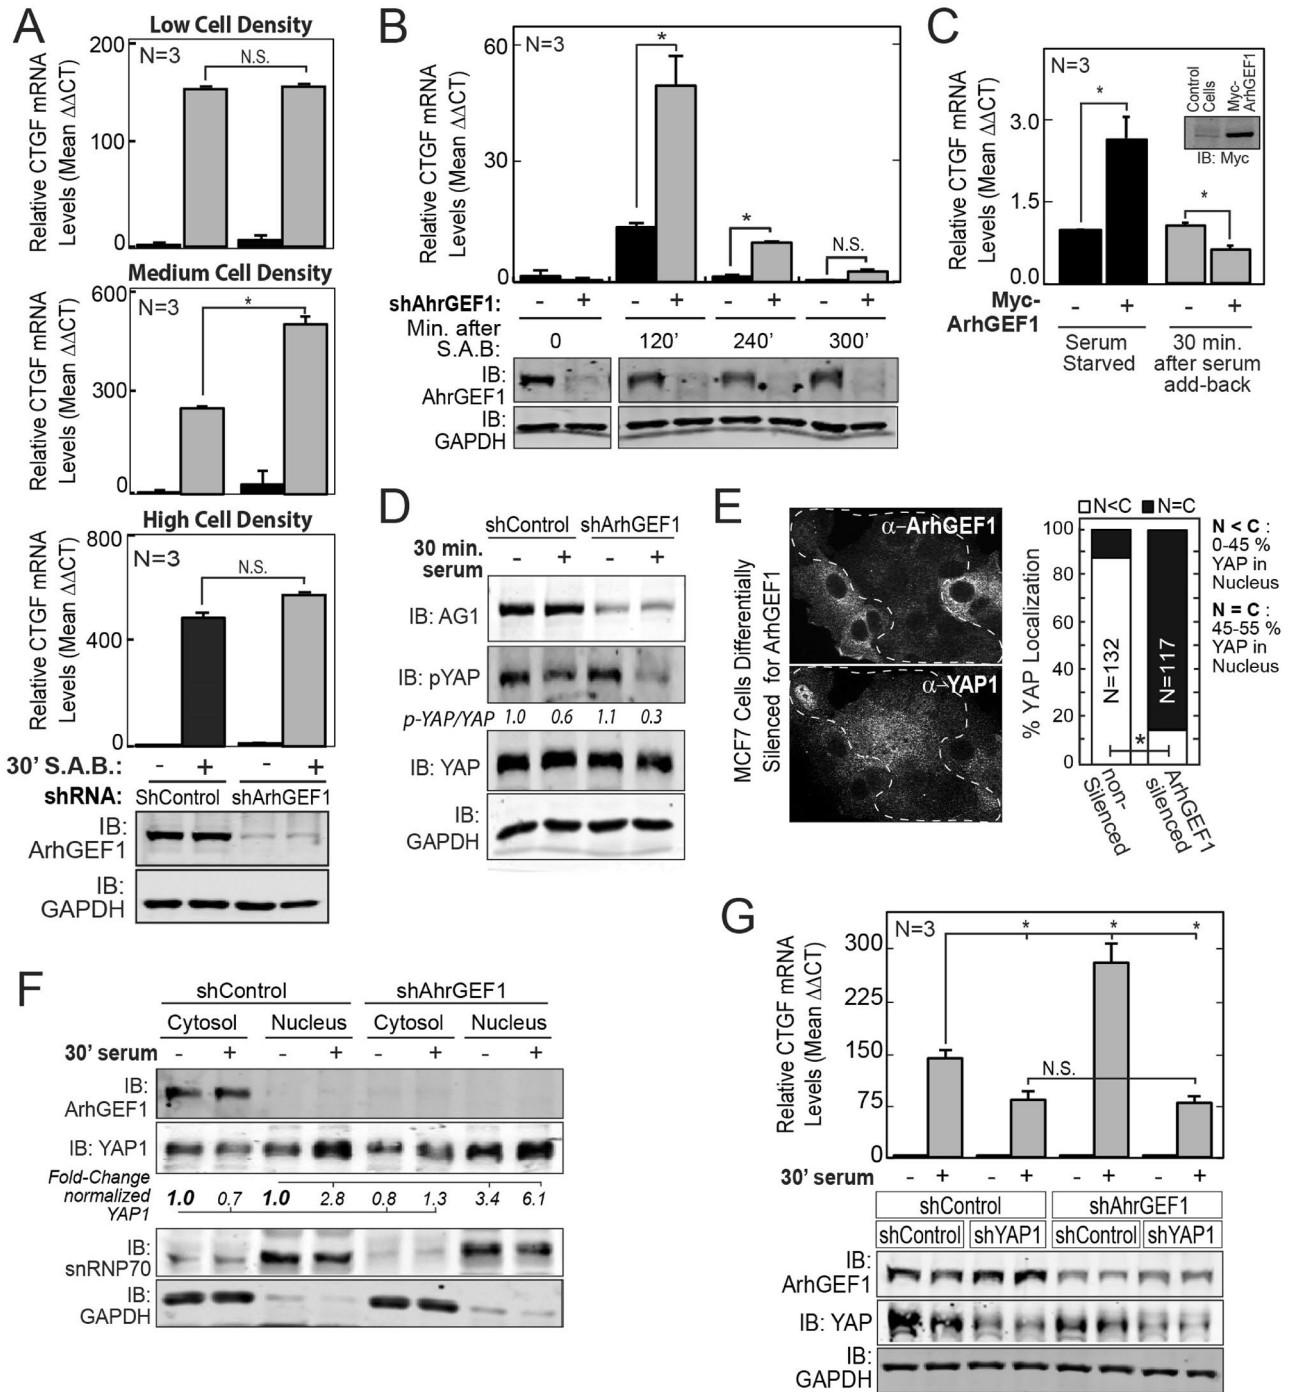 A
Low Cell Density
Relative CTGF mRNA
Levels (Mean ΔΔCT)
200
100
0
N=3
N.S.
Medium Cell Density
Relative CTGF mRNA
Levels (Mean ΔΔCT)
600
300
0
N=3
*
High Cell Density
Relative CTGF mRNA
Levels (Mean ΔΔCT)
800
400
0
N=3
N.S.
30' S.A.B.: - + - +
shRNA: ShControl shArhGEF1
IB:
ArhGEF1
IB:
GAPDH
B
Relative CTGF mRNA
Levels (Mean ΔΔCT)
60
30
0
N=3
*
*
N.S.
shAhrGEF1: - + - + - + - +
Min. after
S.A.B: 0 120' 240' 300'
IB:
AhrGEF1
IB:
GAPDH
C
Relative CTGF mRNA
Levels (Mean ΔΔCT)
3.0
1.5
0.0
N=3
*
*
Control
Cells
Myc-
ArhGEF1
IB: Myc
Myc-
ArhGEF1
- + - +
Serum
Starved
30 min.
after serum
add-back
D
shControl shArhGEF1
30 min.
serum
- + - +
IB: AG1
IB: pYAP
p-YAP/YAP 1.0 0.6 1.1 0.3
IB: YAP
IB:
GAPDH
E
MCF7 Cells Differentially
Silenced for ArhGEF1
α-ArhGEF1
α-YAP1
N<C N=C
% YAP Localization
100
80
60
40
20
0
N=132
N=117
*
non-
Silenced
ArhGEF1
silenced
N < C :
0-45 %
YAP in
Nucleus
N = C :
45-55 %
YAP in
Nucleus
F
shControl shAhrGEF1
Cytosol Nucleus Cytosol Nucleus
30' serum - + - + - + - +
IB:
ArhGEF1
IB: YAP1
Fold-Change
normalized
YAP1
1.0 0.7 1.0 2.8 0.8 1.3 3.4 6.1
IB:
snRNP70
IB:
GAPDH
G
Relative CTGF mRNA
Levels (Mean ΔΔCT)
300
225
150
75
0
N=3
* * *
N.S.
30' serum - + - + - + - +
shControl shAhrGEF1
shControl shYAP1 shControl shYAP1
IB:
ArhGEF1
IB: YAP
IB:
GAPDH